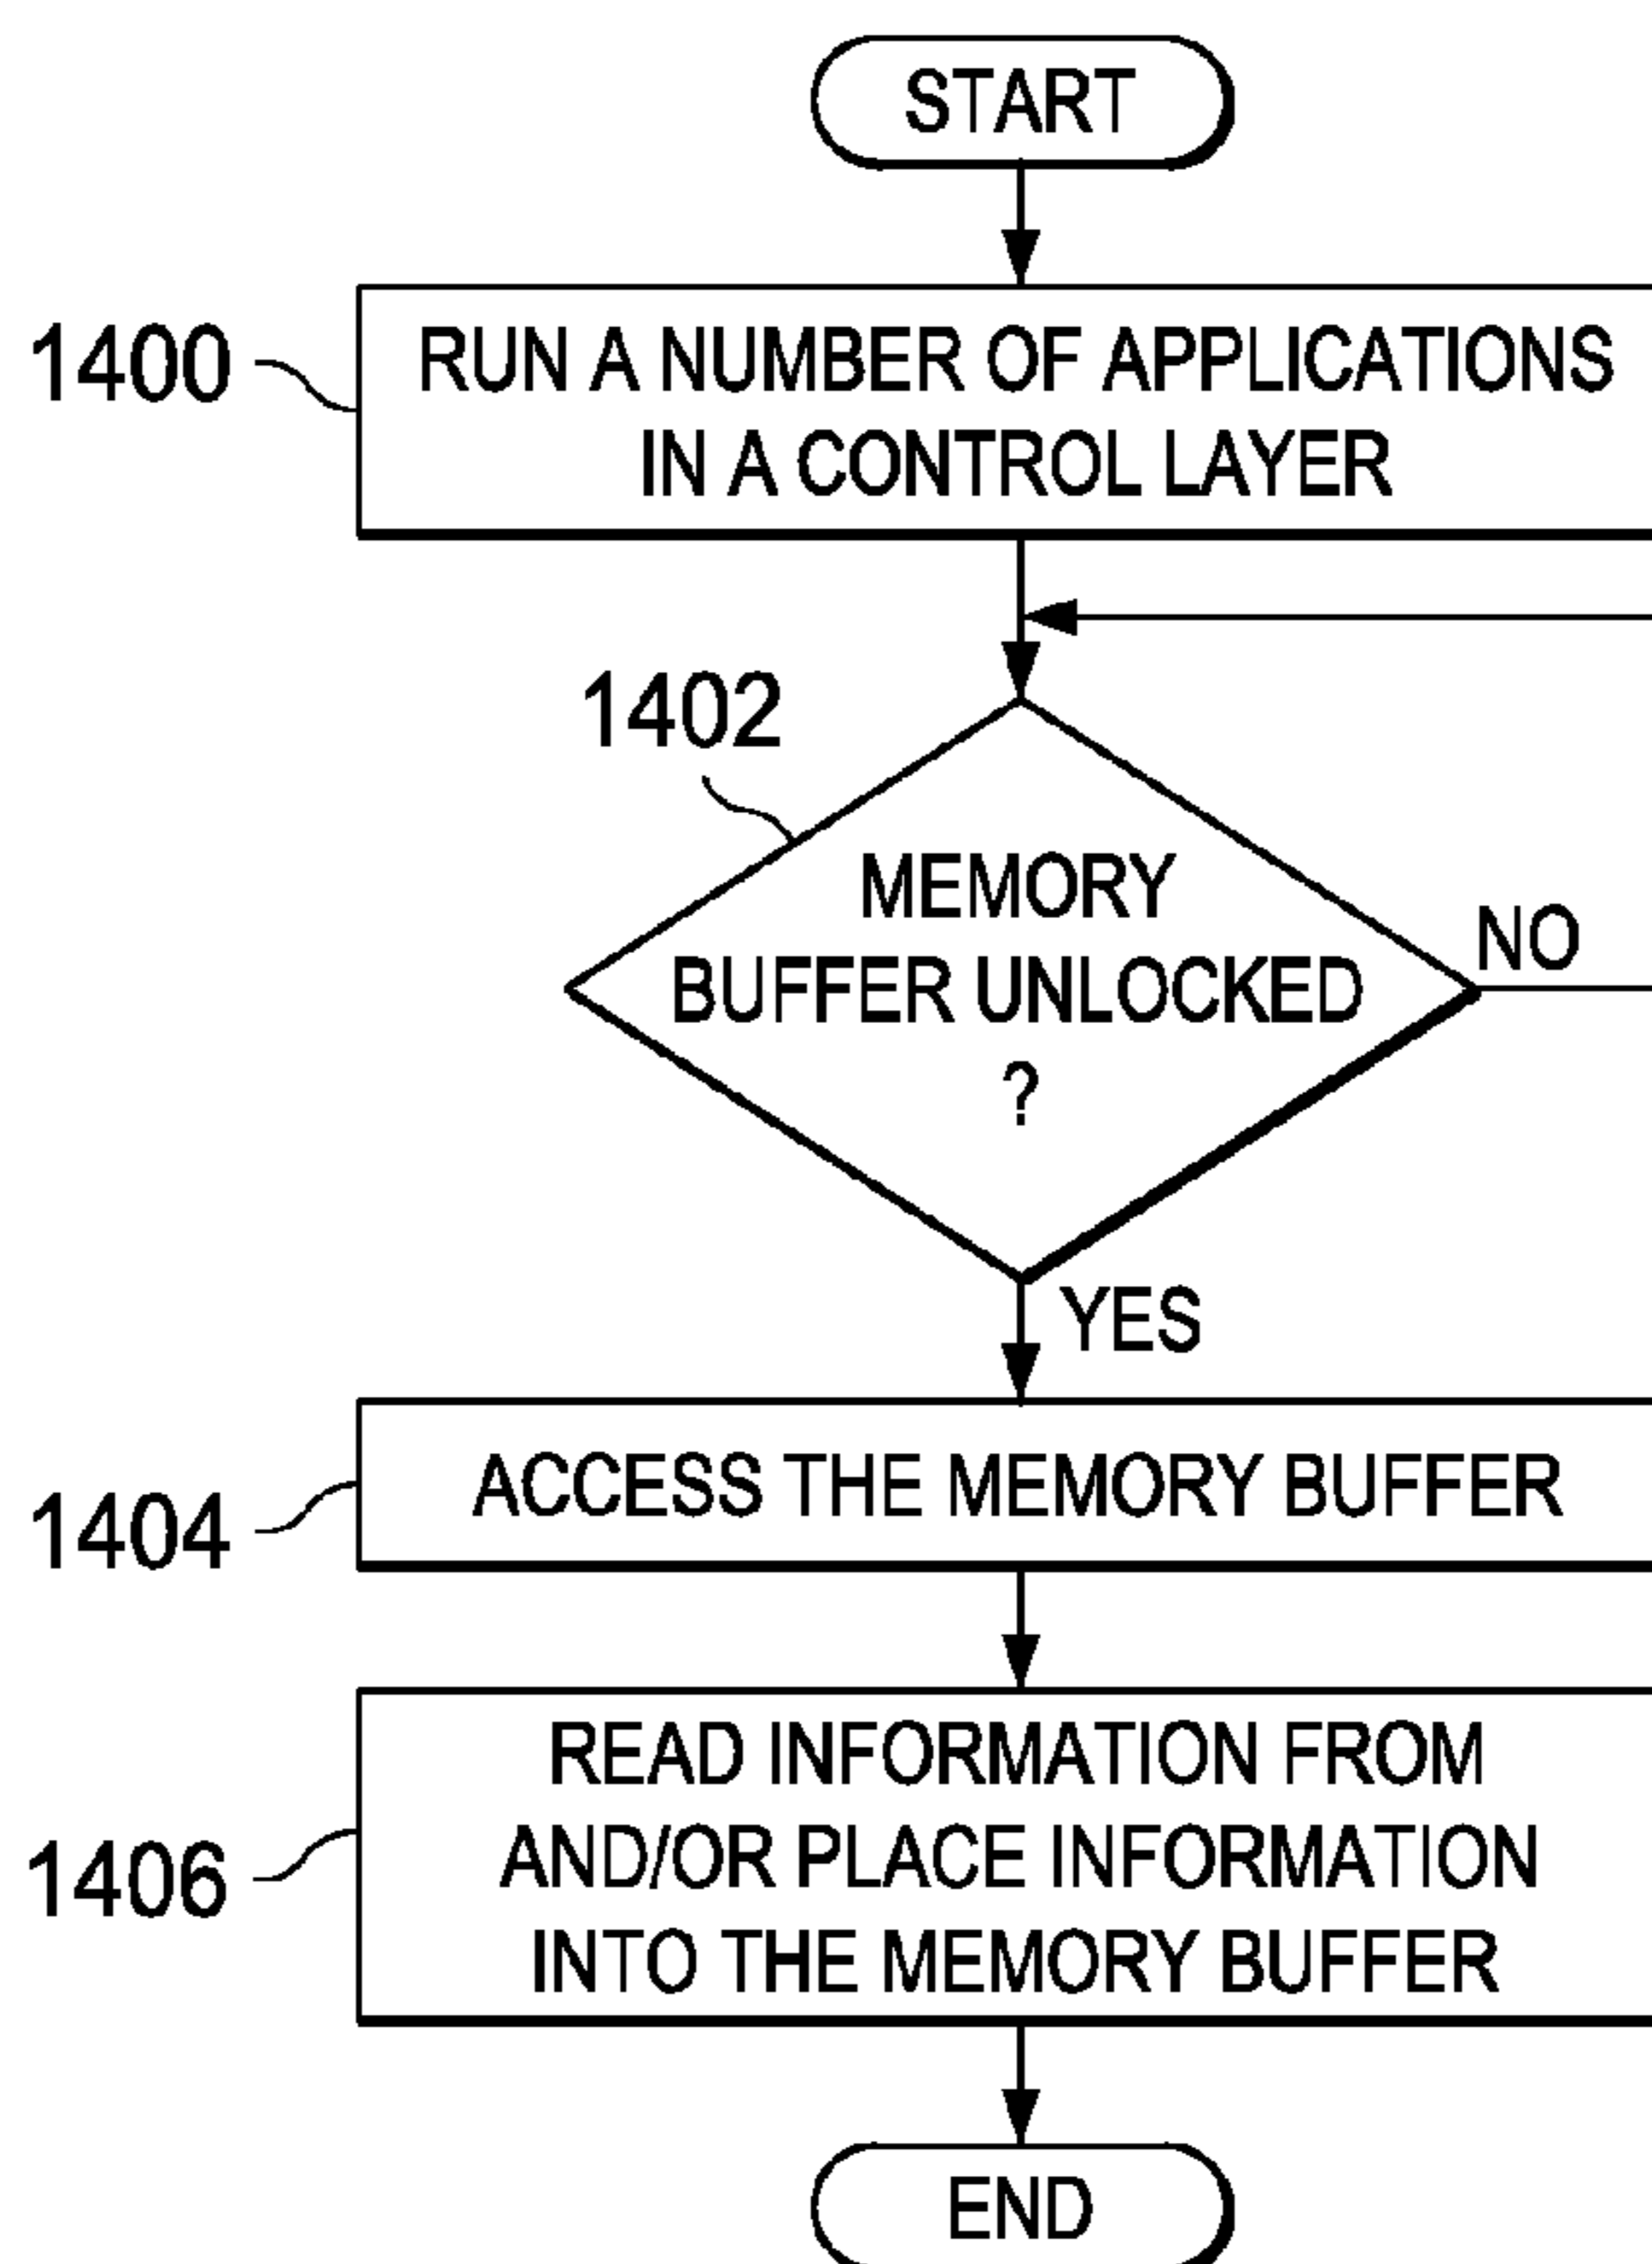 START
1400
RUN A NUMBER OF APPLICATIONS
IN A CONTROL LAYER
1402
MEMORY
BUFFER UNLOCKED
?
NO
YES
1404
ACCESS THE MEMORY BUFFER
1406
READ INFORMATION FROM
AND/OR PLACE INFORMATION
INTO THE MEMORY BUFFER
END